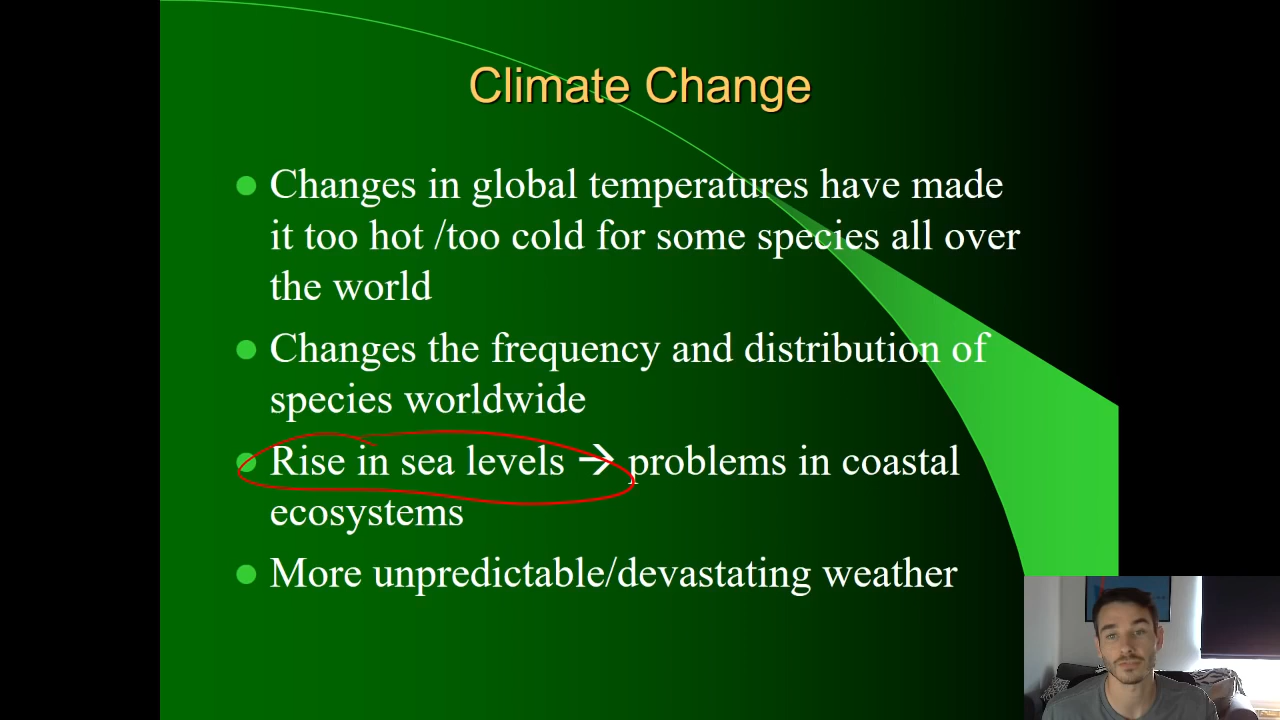 Climate Change
Changes in global temperatures have made
it too hot /too cold for some species all over
the world
Changes the frequency and distribution of
species worldwide
Rise in sea levels → problems in coastal
ecosystems
More unpredictable/devastating weather